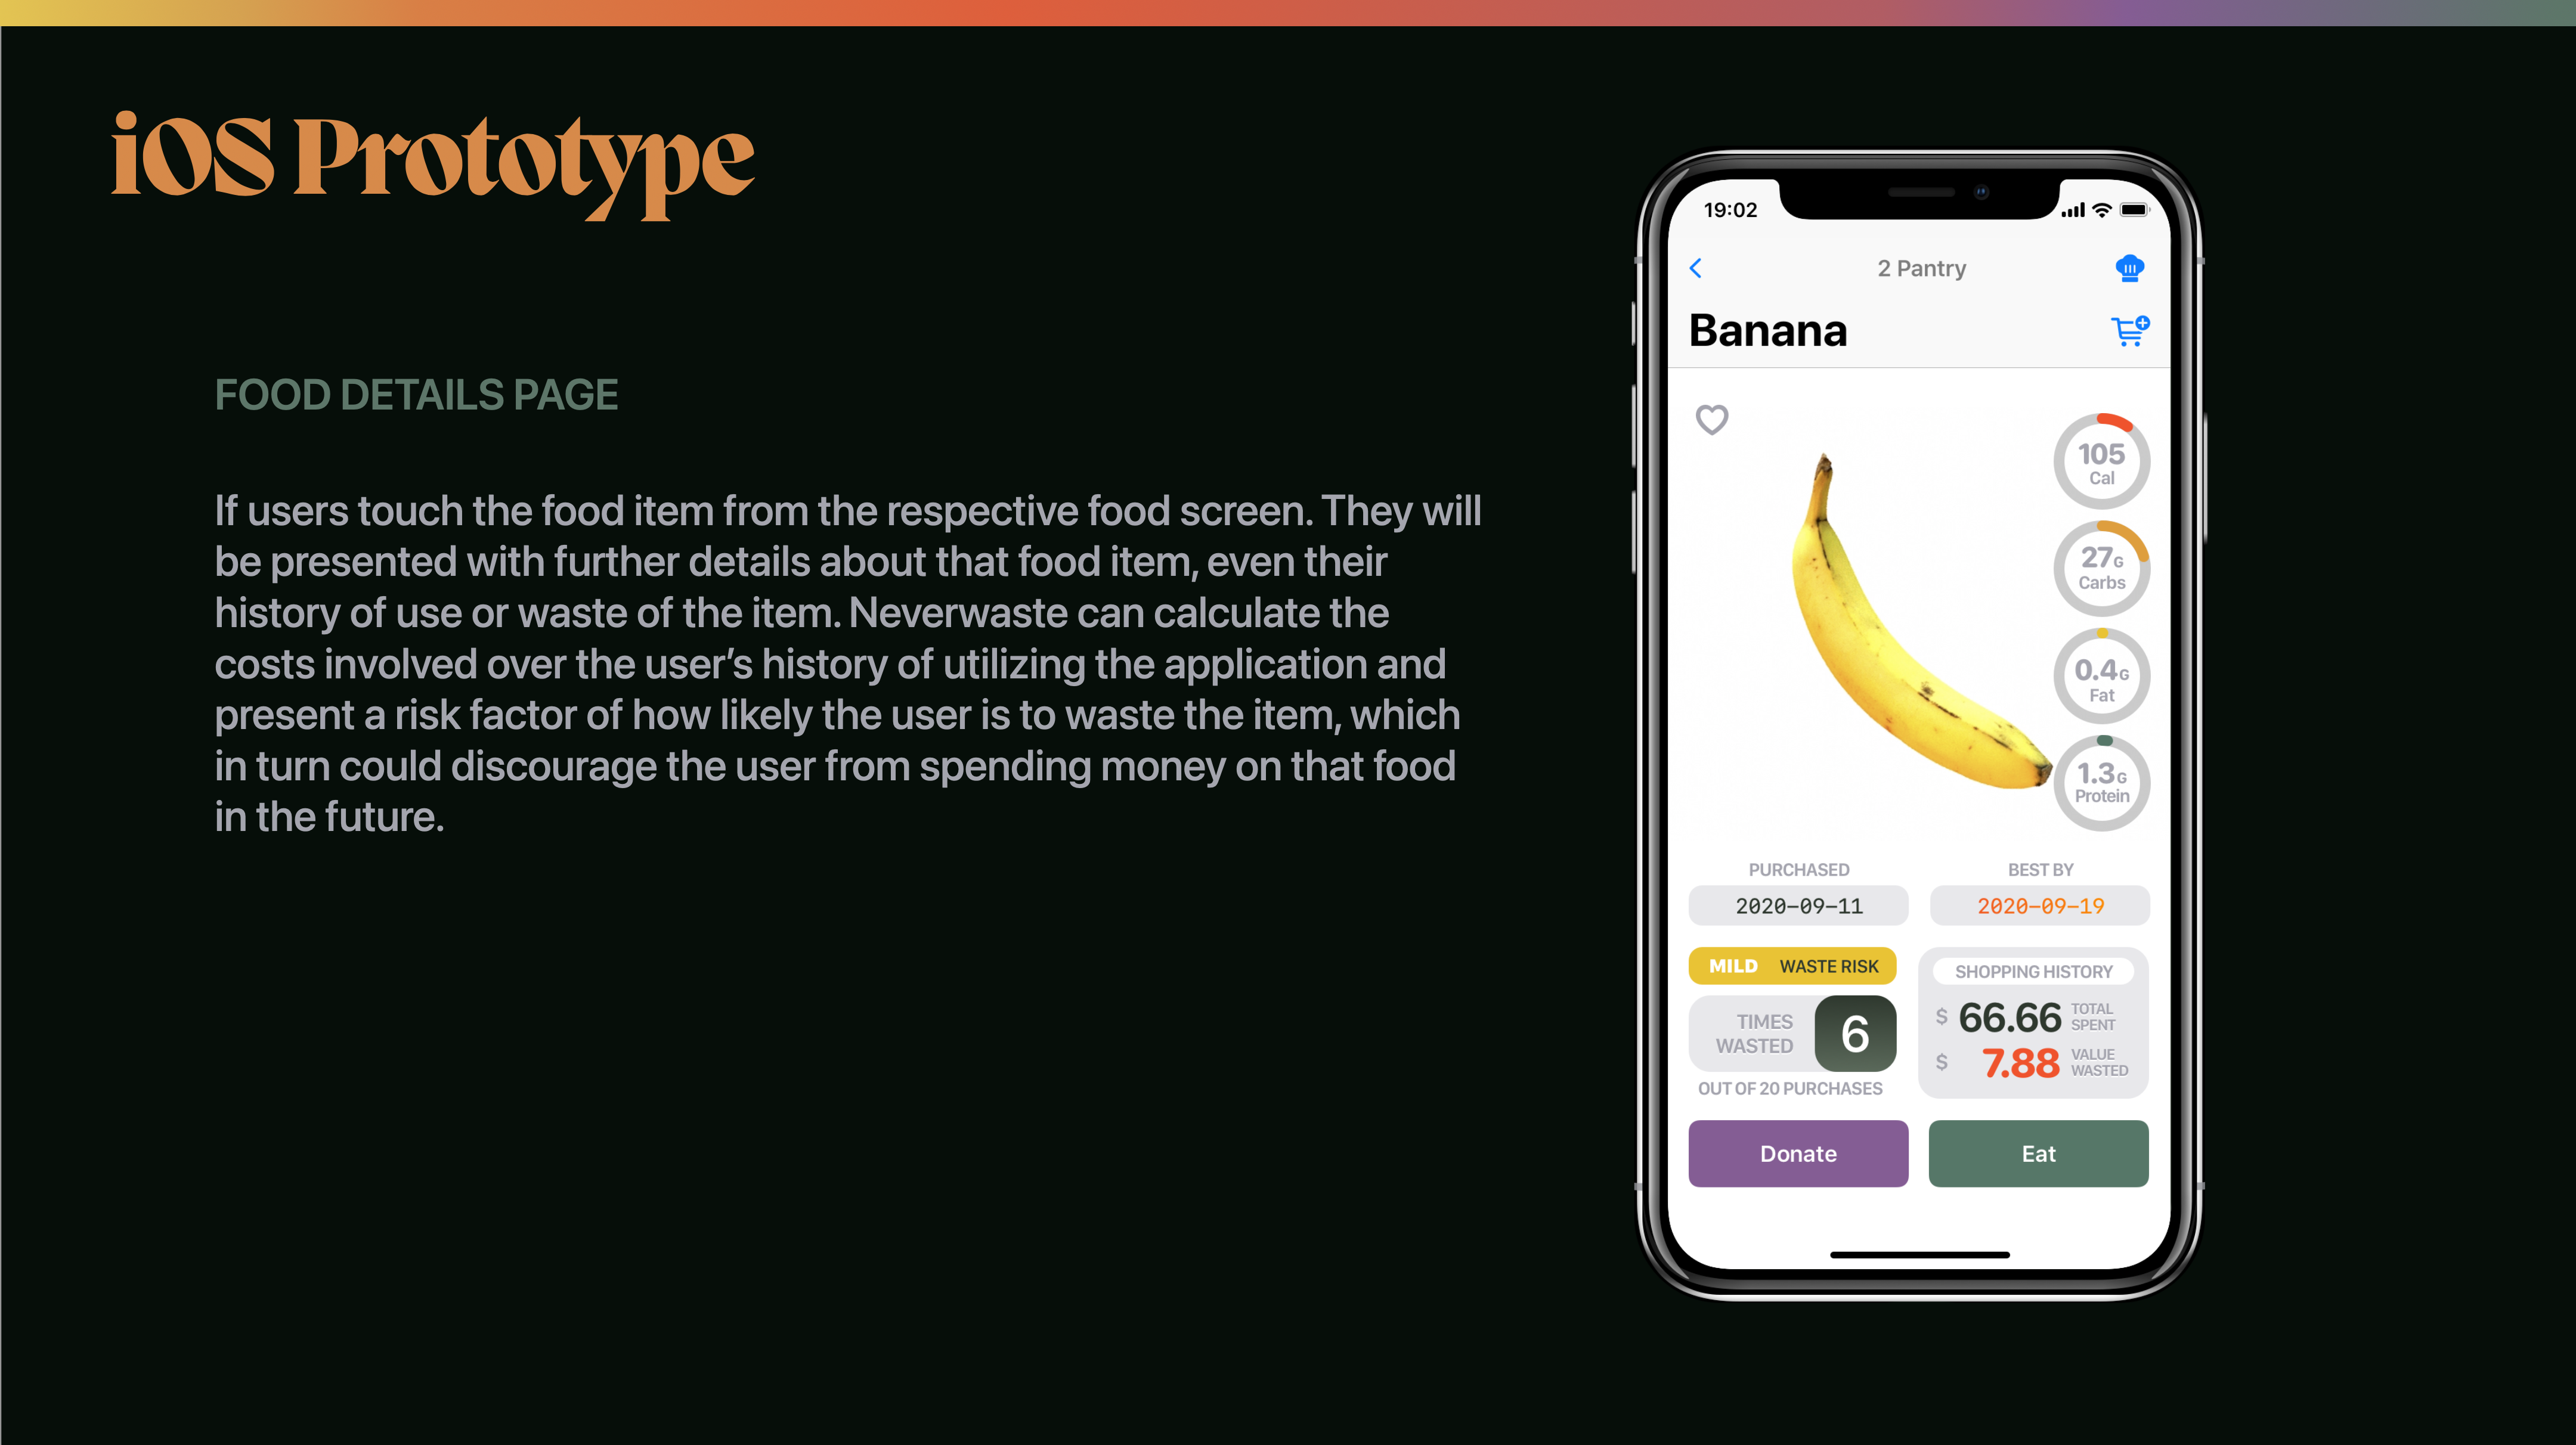 iOS Prototype
FOOD DETAILS PAGE
If users touch the food item from the respective food screen. They will
be presented with further details about that food item, even their
history of use or waste of the item. Neverwaste can calculate the
costs involved over the user’s history of utilizing the application and
present a risk factor of how likely the user is to waste the item, which
in turn could discourage the user from spending money on that food
in the future.
19:02
2 Pantry
Banana
105
Cal
27G
Carbs
0.4G
Fat
1.3G
Protein
PURCHASED
2020-09-11
BEST BY
2020-09-19
MILD WASTE RISK
TIMES
WASTED
6
OUT OF 20 PURCHASES
SHOPPING HISTORY
$ 66.66 TOTAL
SPENT
$ 7.88 VALUE
WASTED
Donate
Eat